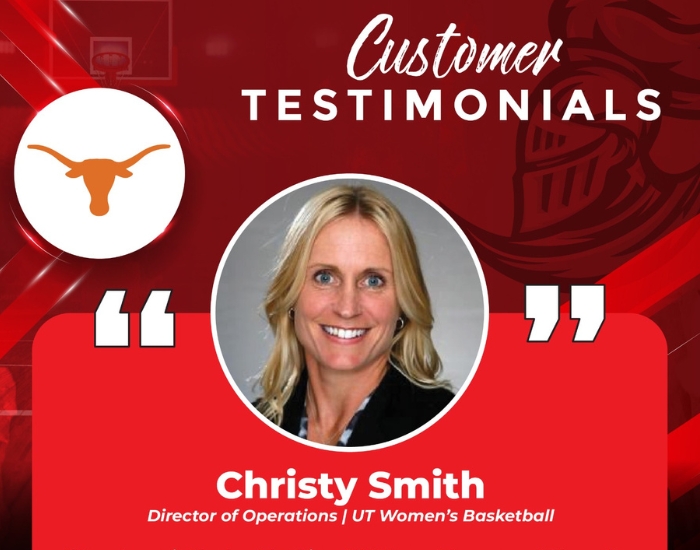 Customer
TESTIMONIALS
“ ”
Christy Smith
Director of Operations | UT Women’s Basketball